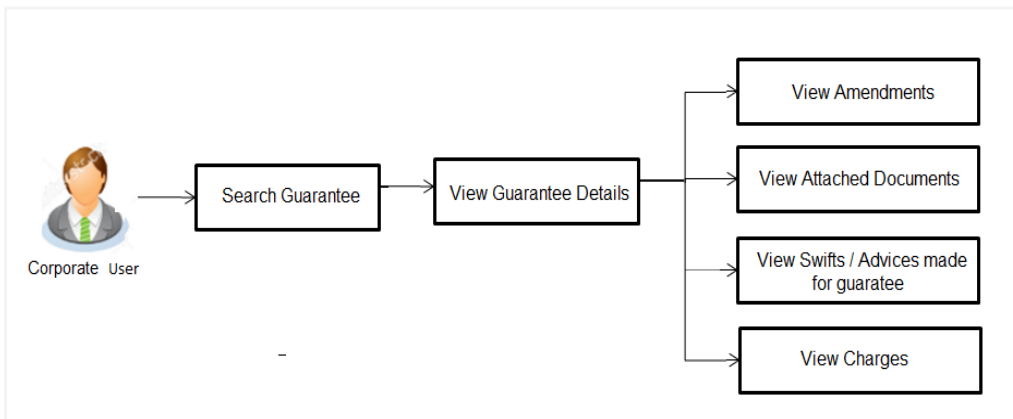 View Amendments
Search Guarantee
View Guarantee Details
View Attached Documents
Corporate User
View Swifts / Advices made
for guaratee
View Charges